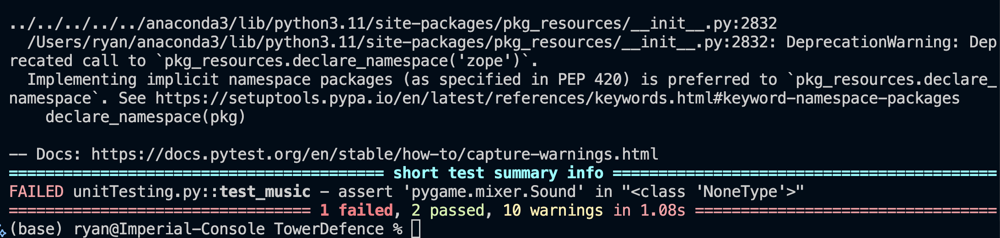 ../../../../../anaconda3/lib/python3.11/site-packages/pkg_resources/__init__.py:2832
  /Users/ryan/anaconda3/lib/python3.11/site-packages/pkg_resources/__init__.py:2832: DeprecationWarning: Dep
recated call to `pkg_resources.declare_namespace('zope')`.
  Implementing implicit namespace packages (as specified in PEP 420) is preferred to `pkg_resources.declare_
namespace`. See https://setuptools.pypa.io/en/latest/references/keywords.html#keyword-namespace-packages
    declare_namespace(pkg)

-- Docs: https://docs.pytest.org/en/stable/how-to/capture-warnings.html
========================================= short test summary info ==========================================
FAILED unitTesting.py::test_music - assert 'pygame.mixer.Sound' in "<class 'NoneType'>"
================================= 1 failed, 2 passed, 10 warnings in 1.08s =================================
(base) ryan@Imperial-Console TowerDefence %